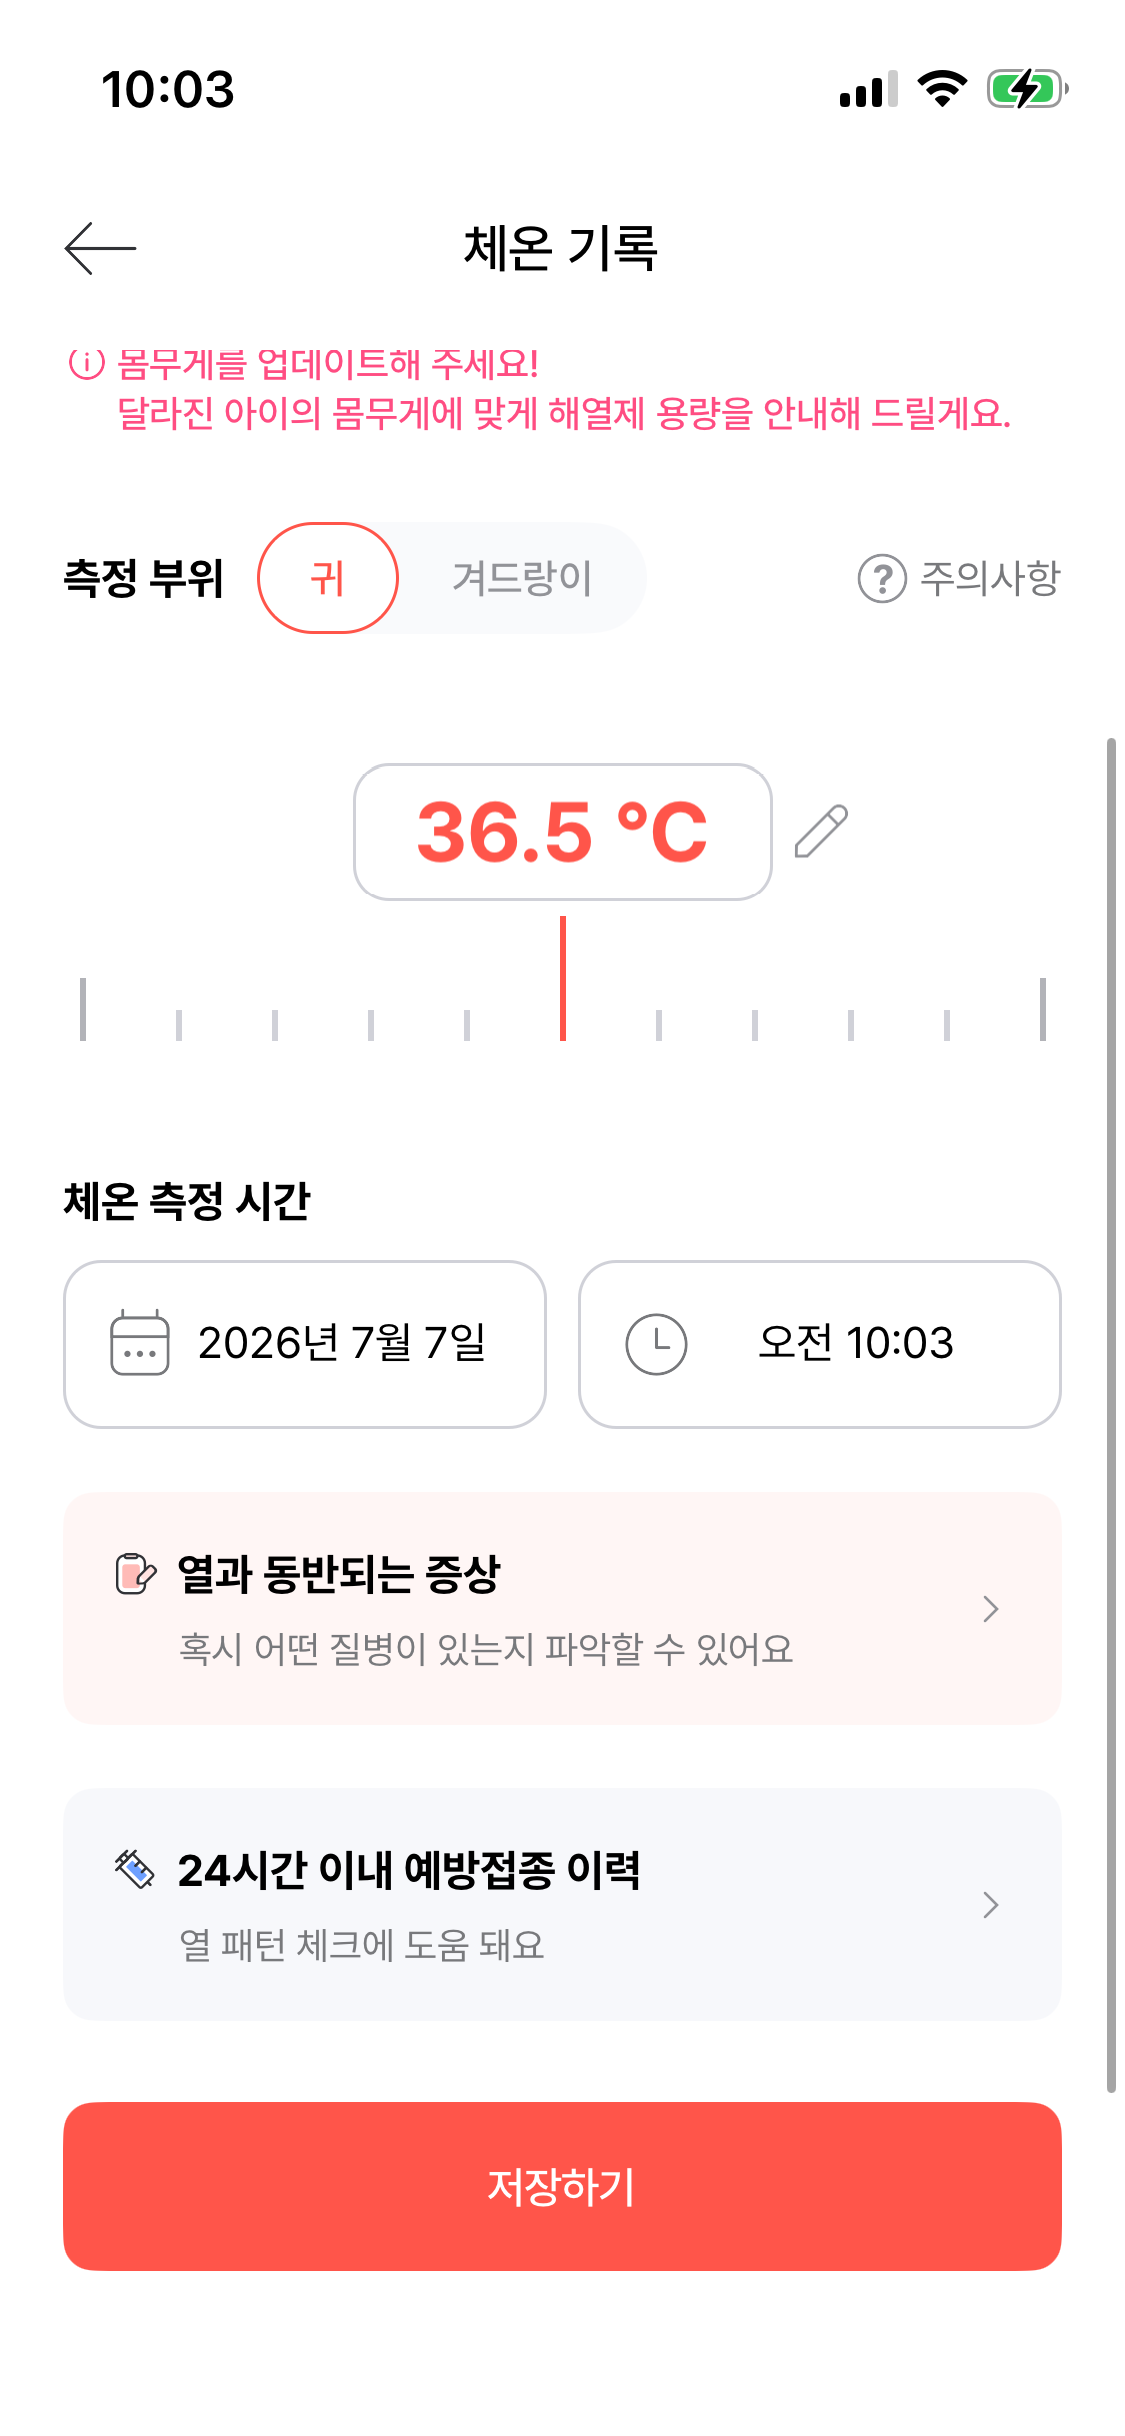 10:03
체온 기록
몸무게를 업데이트해 주세요!
달라진 아이의 몸무게에 맞게 해열제 용량을 안내해 드릴게요.
측정 부위 귀 겨드랑이 ? 주의사항
36.5 °C
체온 측정 시간
2026년 7월 7일 오전 10:03
열과 동반되는 증상
혹시 어떤 질병이 있는지 파악할 수 있어요
24시간 이내 예방접종 이력
열 패턴 체크에 도움 돼요
저장하기